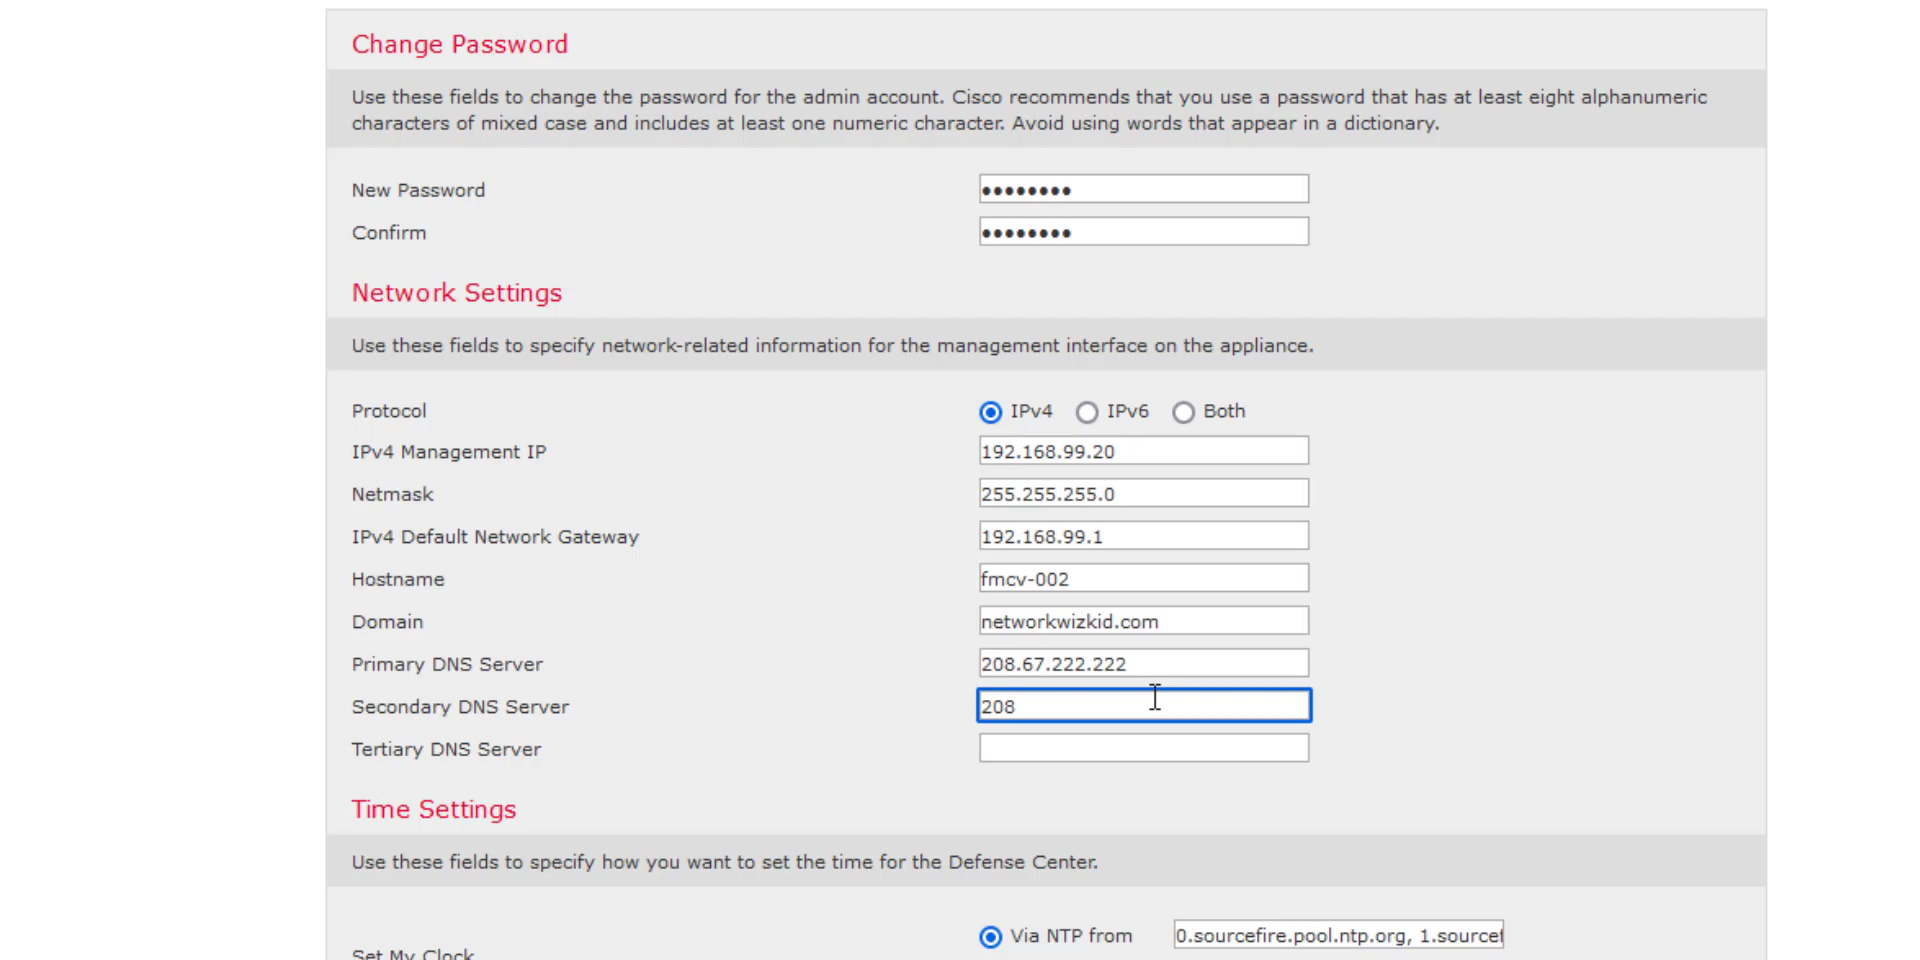 Change Password
Use these fields to change the password for the admin account. Cisco recommends that you use a password that has at least eight alphanumeric
characters of mixed case and includes at least one numeric character. Avoid using words that appear in a dictionary.
New Password ••••••••
Confirm ••••••••
Network Settings
Use these fields to specify network-related information for the management interface on the appliance.
Protocol IPv4 IPv6 Both
IPv4 Management IP 192.168.99.20
Netmask 255.255.255.0
IPv4 Default Network Gateway 192.168.99.1
Hostname fmcv-002
Domain networkwizkid.com
Primary DNS Server 208.67.222.222
Secondary DNS Server 208
Tertiary DNS Server
Time Settings
Use these fields to specify how you want to set the time for the Defense Center.
Via NTP from 0.sourcefire.pool.ntp.org, 1.sourcef
Set My Clock